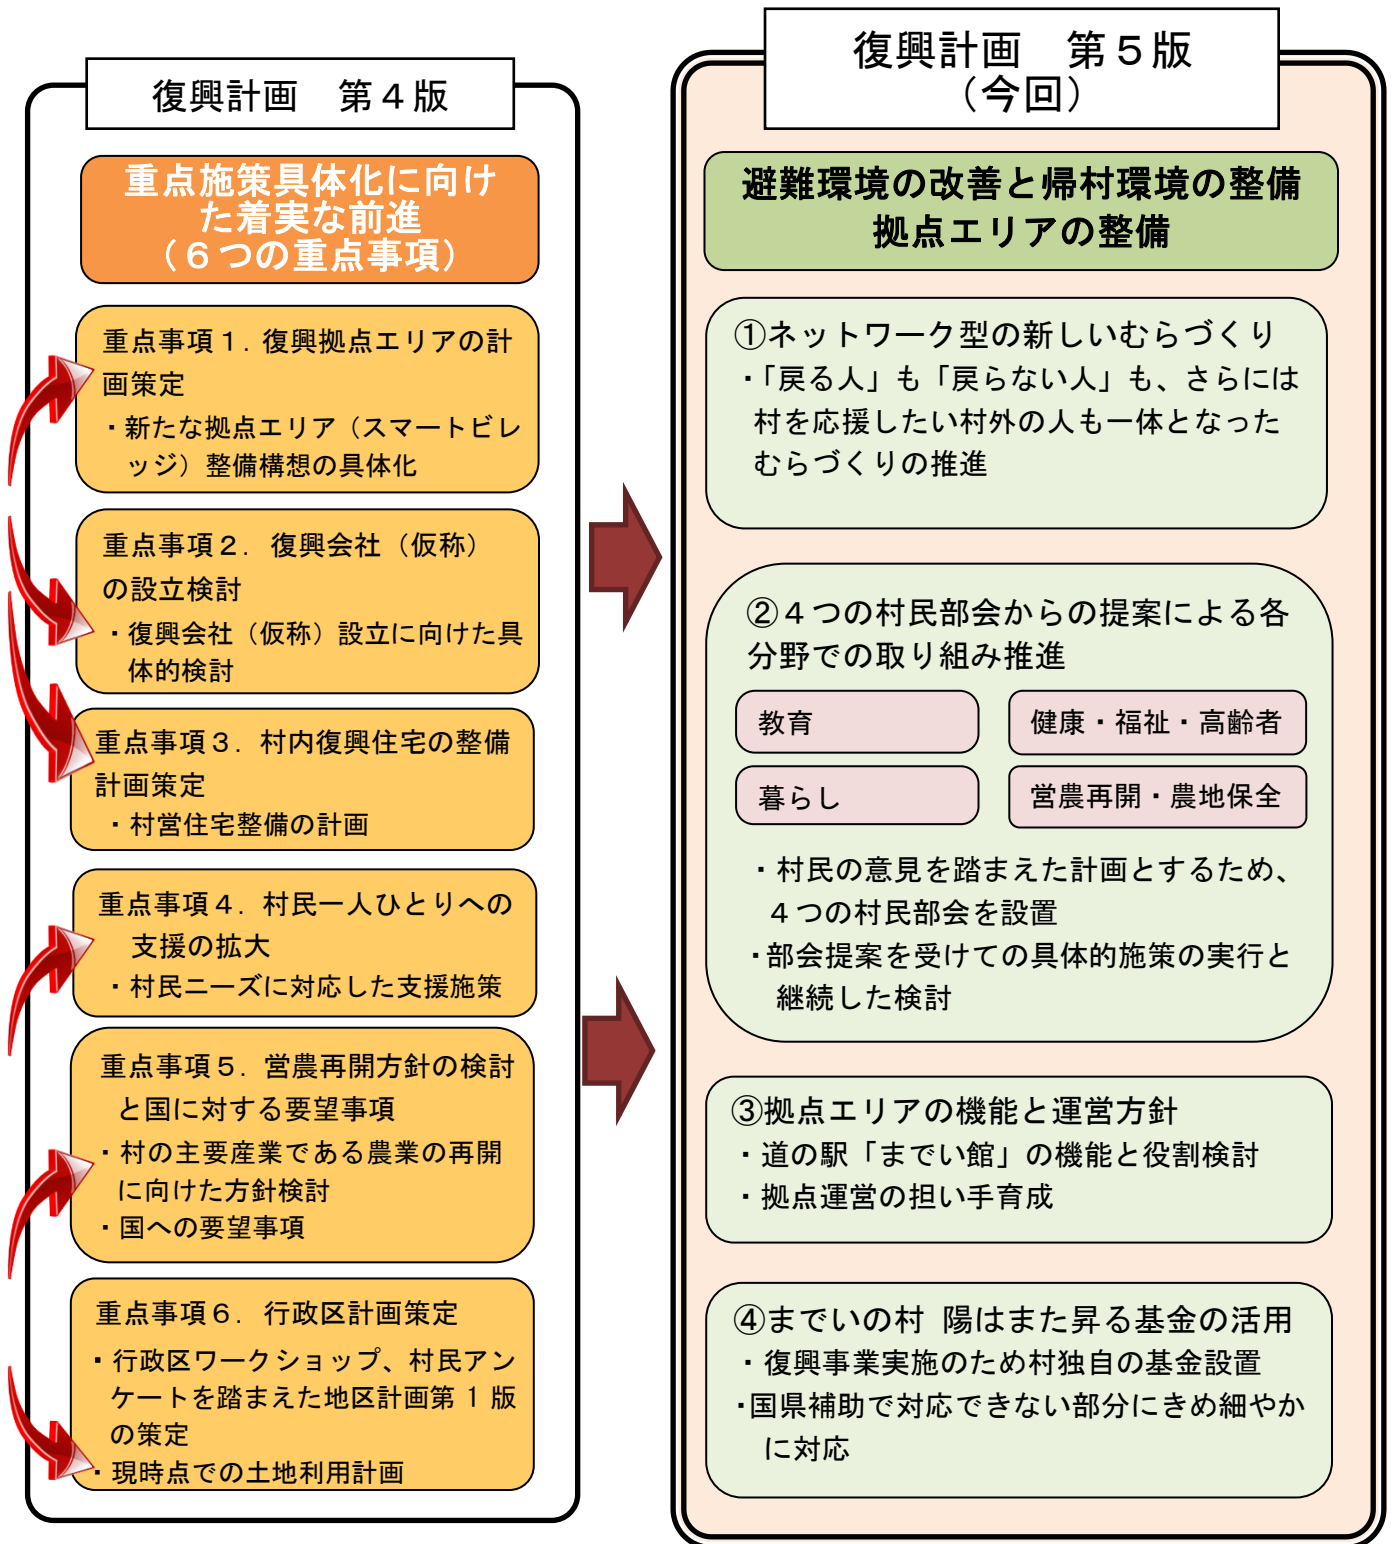 復興計画　第４版
重点施策具体化に向け
た着実な前進
（６つの重点事項）
重点事項１．復興拠点エリアの計
画策定
・新たな拠点エリア（スマートビレ
ッジ）整備構想の具体化
重点事項２．復興会社（仮称）
の設立検討
・復興会社（仮称）設立に向けた具
体的検討
重点事項３．村内復興住宅の整備
計画策定
・村営住宅整備の計画
重点事項４．村民一人ひとりへの
支援の拡大
・村民ニーズに対応した支援施策
重点事項５．営農再開方針の検討
と国に対する要望事項
・村の主要産業である農業の再開
に向けた方針検討
・国への要望事項
重点事項６．行政区計画策定
・行政区ワークショップ、村民アン
ケートを踏まえた地区計画第１版
の策定
・現時点での土地利用計画
復興計画　第５版
（今回）
避難環境の改善と帰村環境の整備
拠点エリアの整備
①ネットワーク型の新しいむらづくり
・「戻る人」も「戻らない人」も、さらには
村を応援したい村外の人も一体となった
むらづくりの推進
②４つの村民部会からの提案による各
分野での取り組み推進
教育
健康・福祉・高齢者
暮らし
営農再開・農地保全
・村民の意見を踏まえた計画とするため、
４つの村民部会を設置
・部会提案を受けての具体的施策の実行と
継続した検討
③拠点エリアの機能と運営方針
・道の駅「までい館」の機能と役割検討
・拠点運営の担い手育成
④までいの村 陽はまた昇る基金の活用
・復興事業実施のため村独自の基金設置
・国県補助で対応できない部分にきめ細やか
に対応